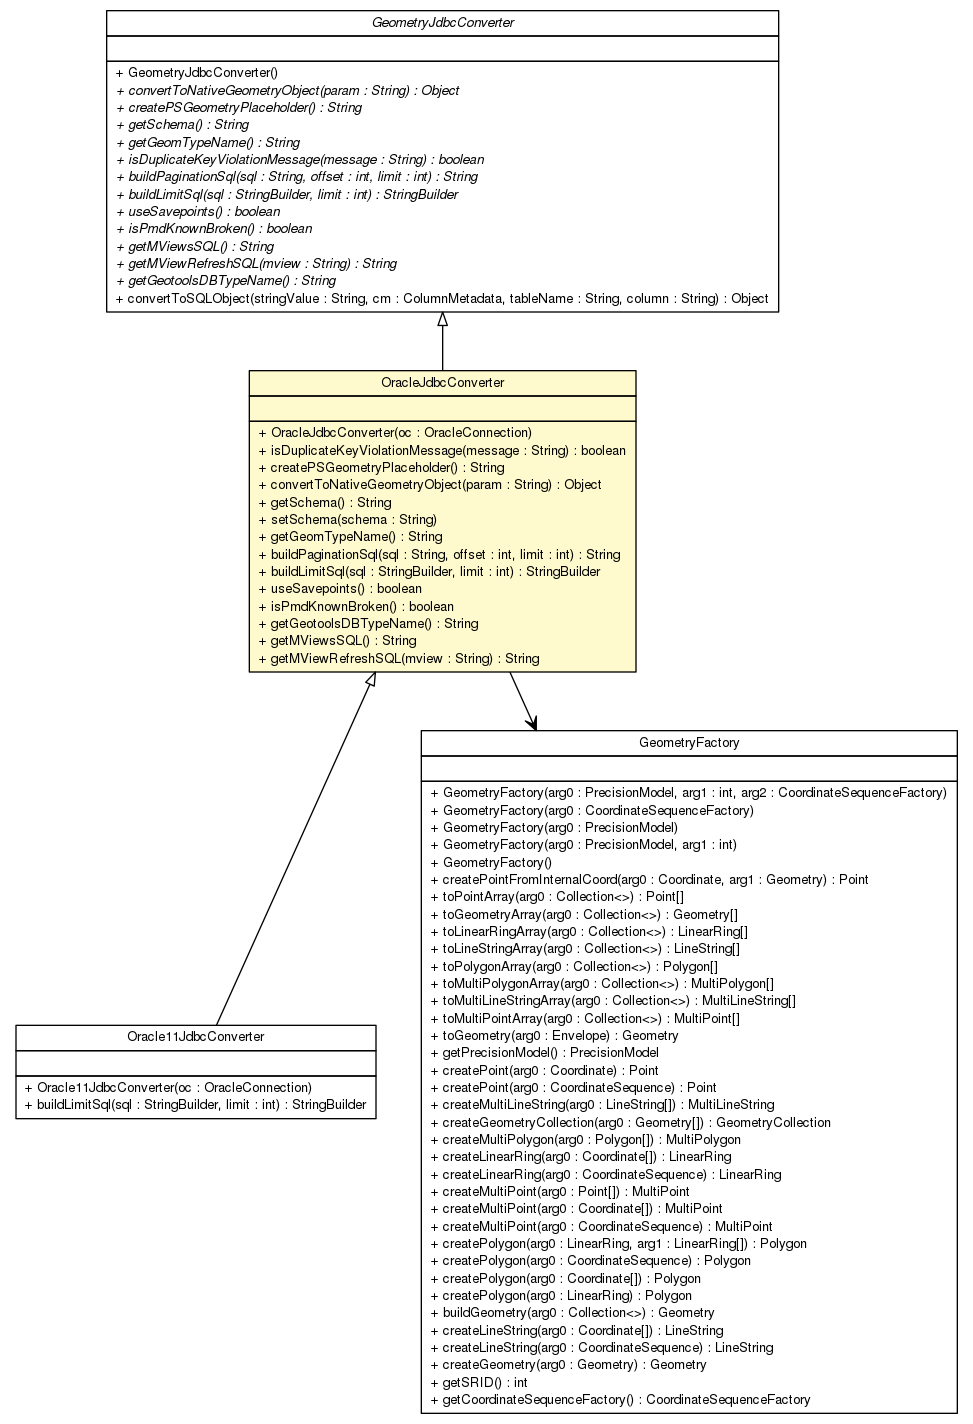 GeometryJdbcConverter
+ GeometryJdbcConverter()
+ convertToNativeGeometryObject(param : String) : Object
+ createPSGeometryPlaceholder() : String
+ getSchema() : String
+ getGeomTypeName() : String
+ isDuplicateKeyViolationMessage(message : String) : boolean
+ buildPaginationSql(sql : String, offset : int, limit : int) : String
+ buildLimitSql(sql : StringBuilder, limit : int) : StringBuilder
+ useSavepoints() : boolean
+ isPmdKnownBroken() : boolean
+ getMViewsSQL() : String
+ getMViewRefreshSQL(mview : String) : String
+ getGeotoolsDBTypeName() : String
+ convertToSQLObject(stringValue : String, cm : ColumnMetadata, tableName : String, column : String) : Object
OracleJdbcConverter
+ OracleJdbcConverter(oc : OracleConnection)
+ isDuplicateKeyViolationMessage(message : String) : boolean
+ createPSGeometryPlaceholder() : String
+ convertToNativeGeometryObject(param : String) : Object
+ getSchema() : String
+ setSchema(schema : String)
+ getGeomTypeName() : String
+ buildPaginationSql(sql : String, offset : int, limit : int) : String
+ buildLimitSql(sql : StringBuilder, limit : int) : StringBuilder
+ useSavepoints() : boolean
+ isPmdKnownBroken() : boolean
+ getGeotoolsDBTypeName() : String
+ getMViewsSQL() : String
+ getMViewRefreshSQL(mview : String) : String
GeometryFactory
+ GeometryFactory(arg0 : PrecisionModel, arg1 : int, arg2 : CoordinateSequenceFactory)
+ GeometryFactory(arg0 : CoordinateSequenceFactory)
+ GeometryFactory(arg0 : PrecisionModel)
+ GeometryFactory(arg0 : PrecisionModel, arg1 : int)
+ GeometryFactory()
+ createPointFromInternalCoord(arg0 : Coordinate, arg1 : Geometry) : Point
+ toPointArray(arg0 : Collection<>) : Point[]
+ toGeometryArray(arg0 : Collection<>) : Geometry[]
+ toLinearRingArray(arg0 : Collection<>) : LinearRing[]
+ toLineStringArray(arg0 : Collection<>) : LineString[]
+ toPolygonArray(arg0 : Collection<>) : Polygon[]
+ toMultiPolygonArray(arg0 : Collection<>) : MultiPolygon[]
+ toMultiLineStringArray(arg0 : Collection<>) : MultiLineString[]
+ toMultiPointArray(arg0 : Collection<>) : MultiPoint[]
+ toGeometry(arg0 : Envelope) : Geometry
+ getPrecisionModel() : PrecisionModel
+ createPoint(arg0 : Coordinate) : Point
+ createPoint(arg0 : CoordinateSequence) : Point
+ createMultiLineString(arg0 : LineString[]) : MultiLineString
+ createGeometryCollection(arg0 : Geometry[]) : GeometryCollection
+ createMultiPolygon(arg0 : Polygon[]) : MultiPolygon
+ createLinearRing(arg0 : Coordinate[]) : LinearRing
+ createLinearRing(arg0 : CoordinateSequence) : LinearRing
+ createMultiPoint(arg0 : Point[]) : MultiPoint
+ createMultiPoint(arg0 : Coordinate[]) : MultiPoint
+ createMultiPoint(arg0 : CoordinateSequence) : MultiPoint
+ createPolygon(arg0 : LinearRing, arg1 : LinearRing[]) : Polygon
+ createPolygon(arg0 : CoordinateSequence) : Polygon
+ createPolygon(arg0 : Coordinate[]) : Polygon
+ createPolygon(arg0 : LinearRing) : Polygon
+ buildGeometry(arg0 : Collection<>) : Geometry
+ createLineString(arg0 : Coordinate[]) : LineString
+ createLineString(arg0 : CoordinateSequence) : LineString
+ createGeometry(arg0 : Geometry) : Geometry
+ getSRID() : int
+ getCoordinateSequenceFactory() : CoordinateSequenceFactory
Oracle11JdbcConverter
+ Oracle11JdbcConverter(oc : OracleConnection)
+ buildLimitSql(sql : StringBuilder, limit : int) : StringBuilder